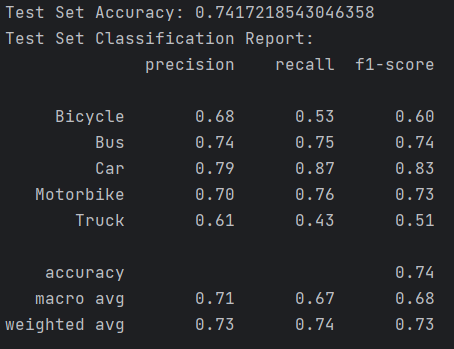 Test Set Accuracy: 0.7417218543046358
Test Set Classification Report:
precision recall f1-score
Bicycle 0.68 0.53 0.60
Bus 0.74 0.75 0.74
Car 0.79 0.87 0.83
Motorbike 0.70 0.76 0.73
Truck 0.61 0.43 0.51
accuracy 0.74
macro avg 0.71 0.67 0.68
weighted avg 0.73 0.74 0.73